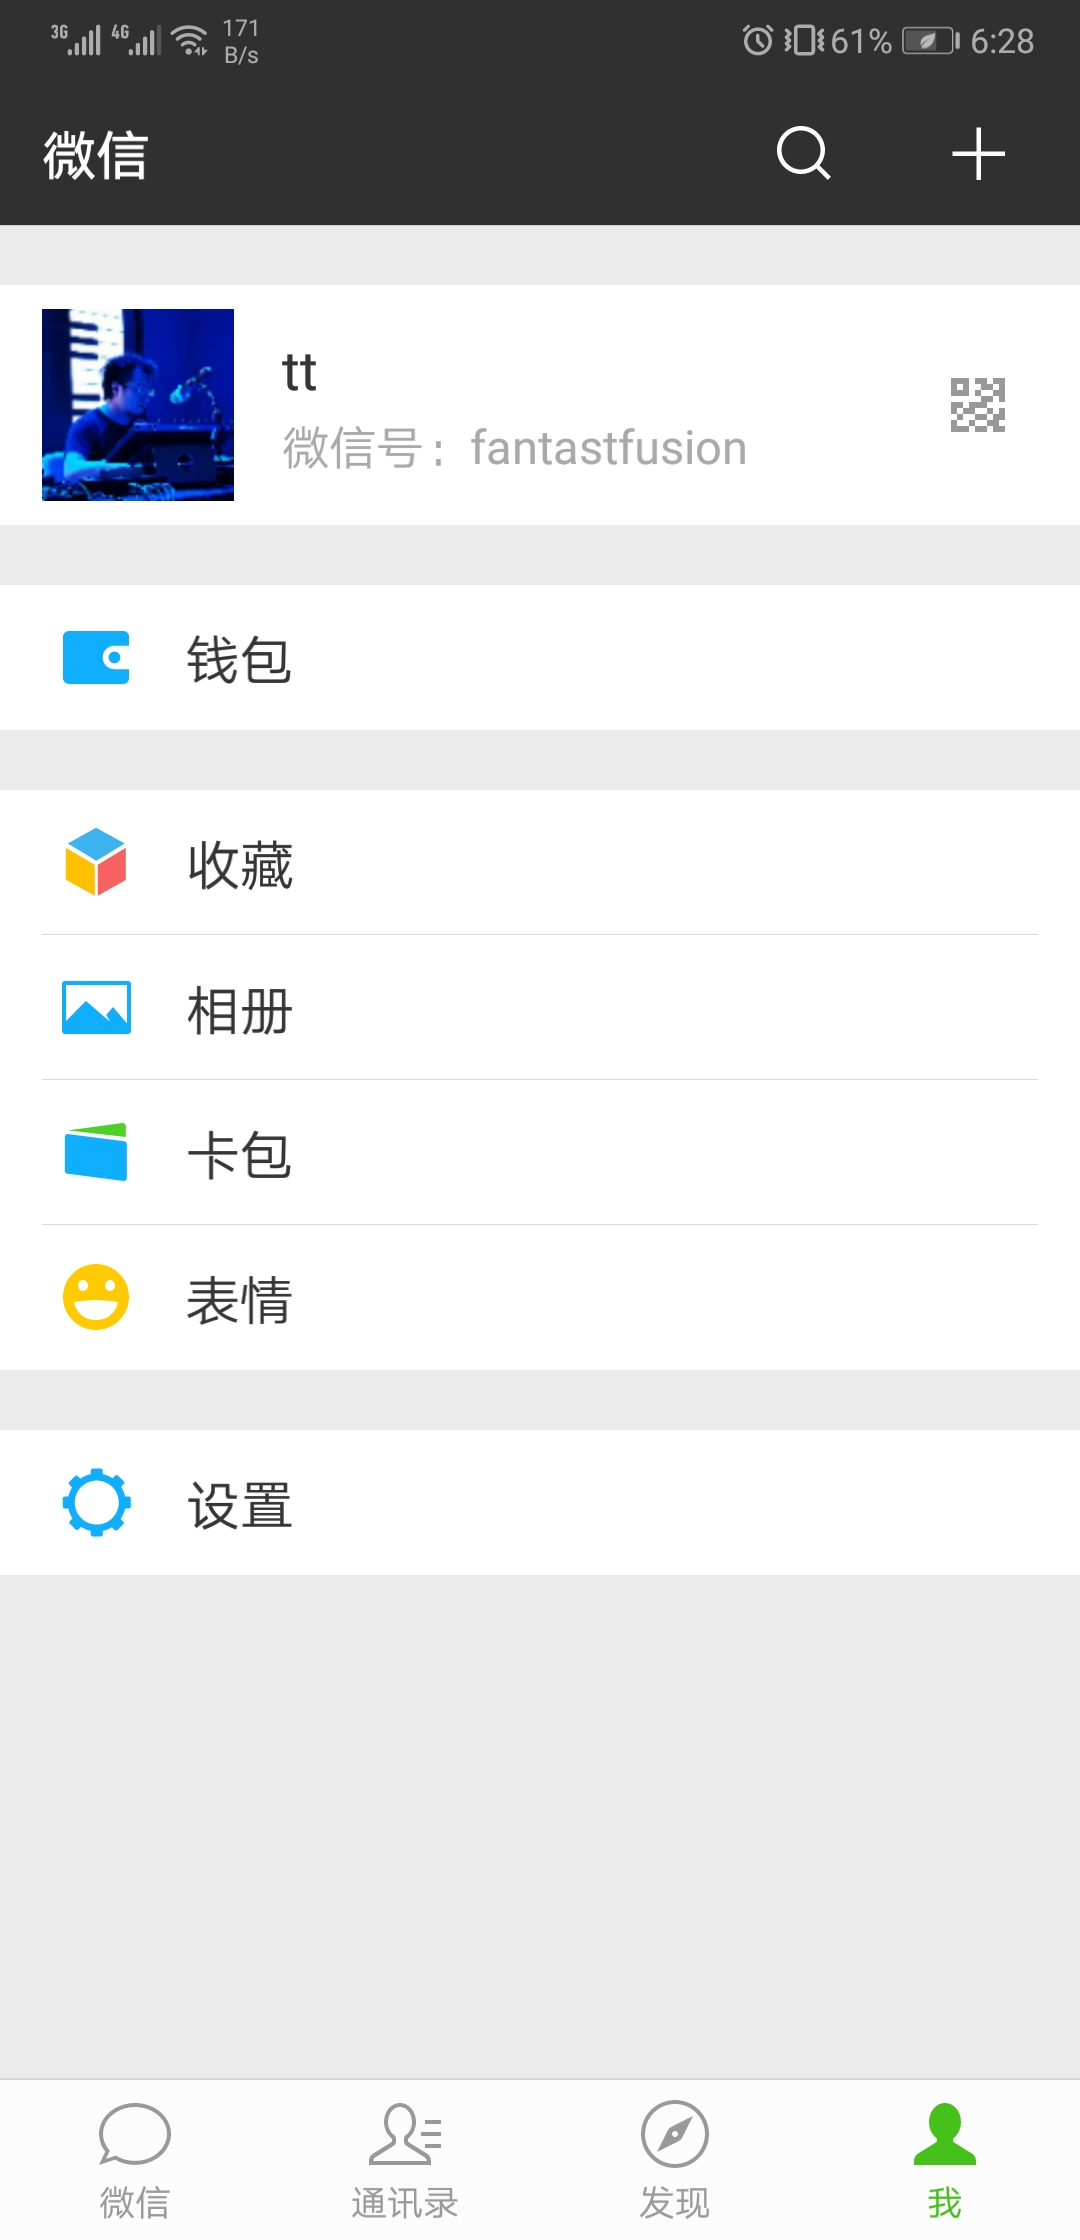 3G 4G 171 B/s 61% 6:28
微信
tt
微信号: fantastfusion
钱包
收藏
相册
卡包
表情
设置
微信 通讯录 发现 我